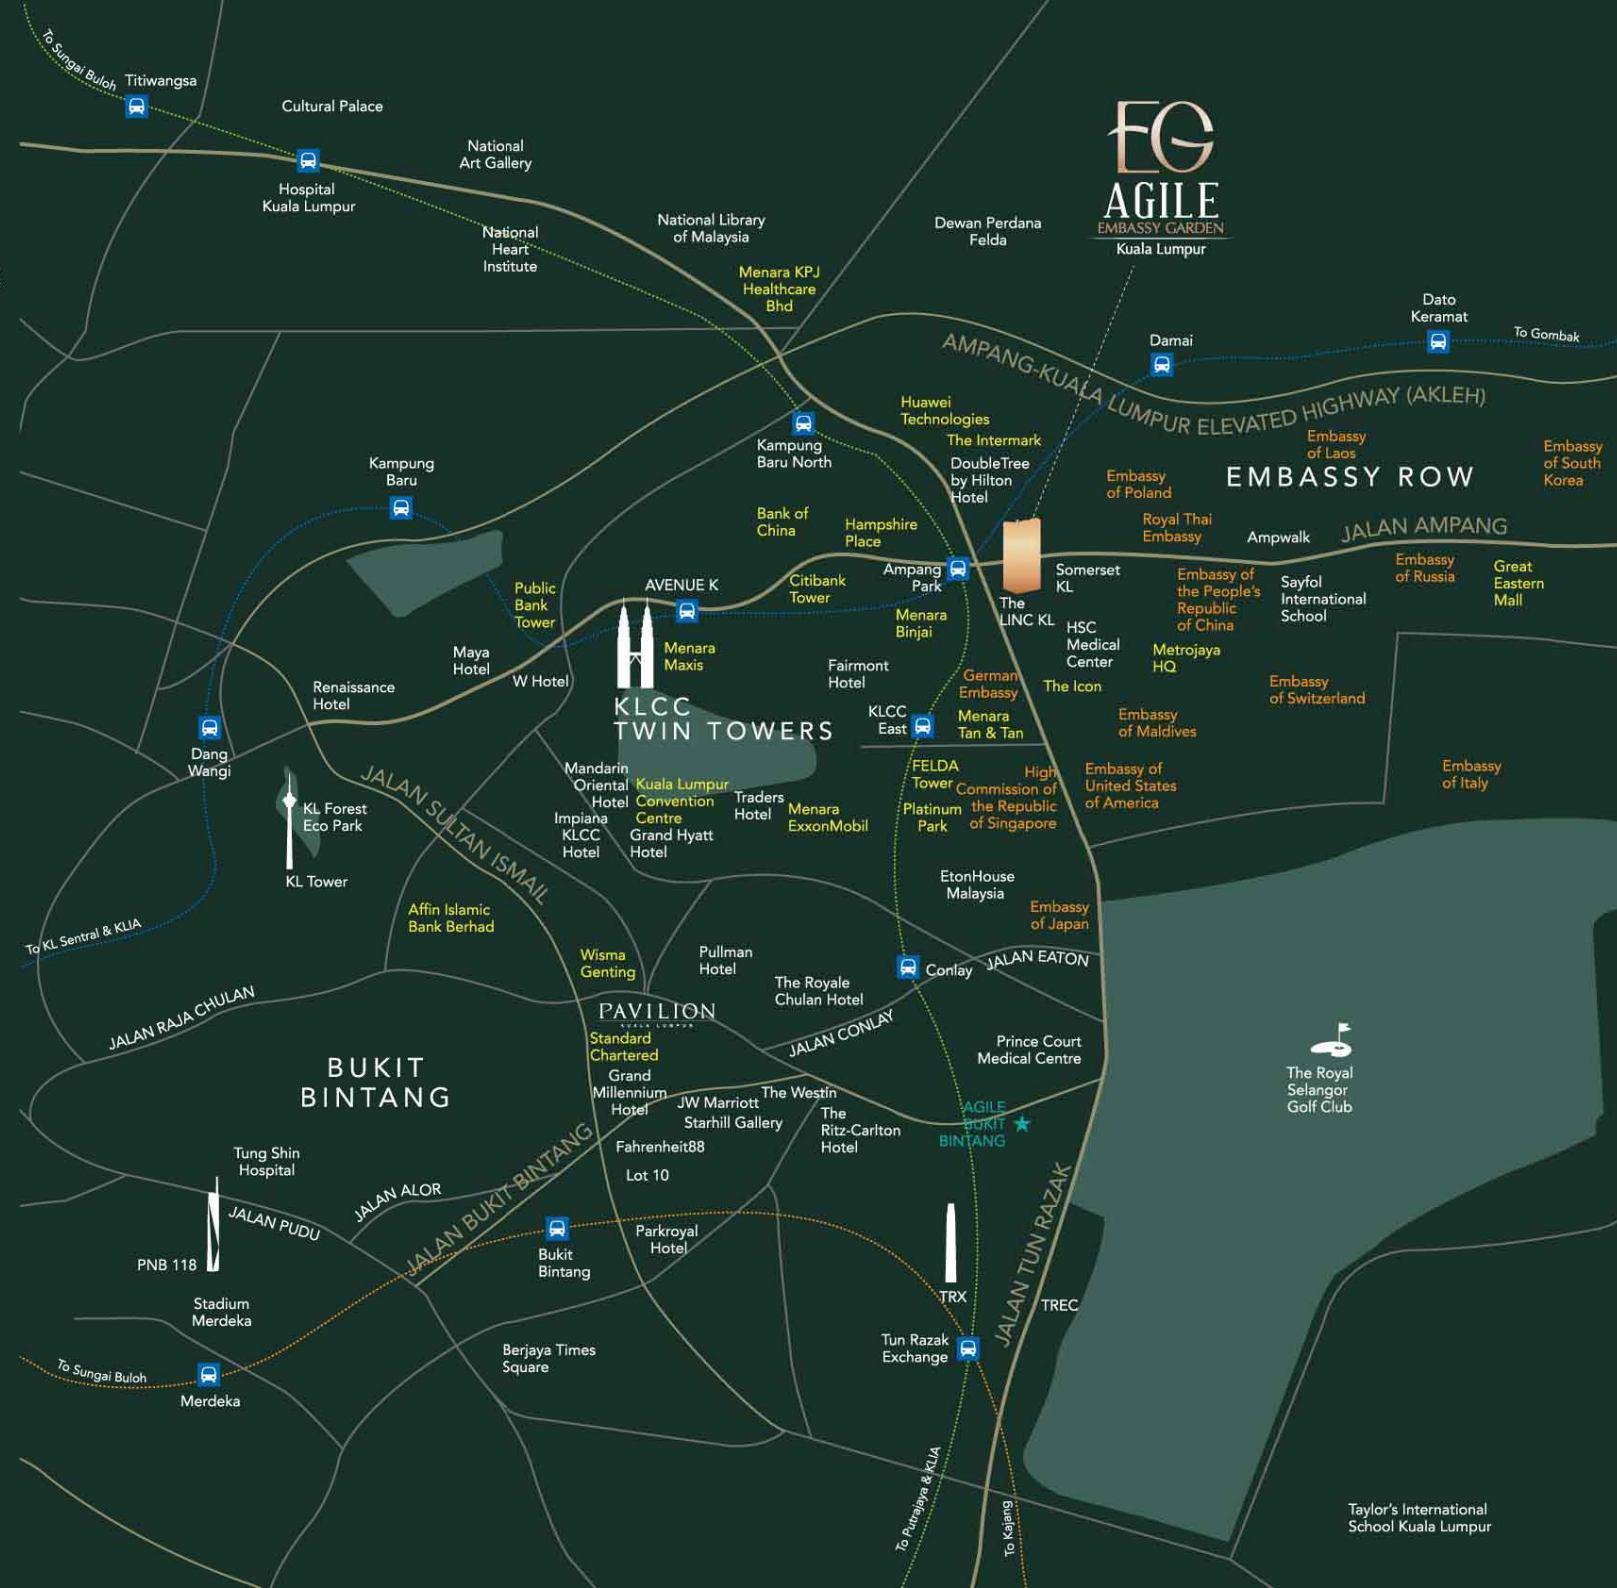 To Sungai Buloh
Titiwangsa
Cultural Palace
Hospital
Kuala Lumpur
National
Art Gallery
National
Heart
Institute
National Library
of Malaysia
Menara KPJ
Healthcare
Bhd
Dewan Perdana
Felda
EG
AGILE
EMBASSY GARDEN
Kuala Lumpur
Dato
Keramat
To Gombak
Damai
AMPANG-KUALA LUMPUR ELEVATED HIGHWAY (AKLEH)
Huawei
Technologies
The Intermark
DoubleTree
by Hilton
Hotel
Kampung
Baru North
Kampung
Baru
Embassy
of Laos
Embassy
of South
Korea
EMBASSY ROW
Embassy
of Poland
Royal Thai
Embassy
Ampwalk
JALAN AMPANG
Bank of
China
Hampshire
Place
Ampang
Park
Somerset
KL
The
LINC KL
HSC
Medical
Center
Embassy of
the People's
Republic
of China
Sayfol
International
School
Embassy
of Russia
Great
Eastern
Mall
Public
Bank
Tower
AVENUE K
Citibank
Tower
Menara
Binjai
Menara
Maxis
Maya
Hotel
W Hotel
Renaissance
Hotel
Fairmont
Hotel
German
Embassy
The Icon
Metrojaya
HQ
Embassy
of Switzerland
Embassy
of Maldives
KLCC
TWIN TOWERS
KLCC
East
Menara
Tan & Tan
Dang
Wangi
JALAN SULTAN ISMAIL
Mandarin
Oriental
Hotel
Kuala Lumpur
Convention
Centre
Impiana
KLCC
Hotel
Grand Hyatt
Hotel
Traders
Hotel
Menara
ExxonMobil
FELDA
Tower
Platinum
Park
High
Commission of
the Republic
of Singapore
Embassy of
United States
of America
Embassy
of Italy
KL Forest
Eco Park
KL Tower
EtonHouse
Malaysia
Embassy
of Japan
Affin Islamic
Bank Berhad
To KL Sentral & KLIA
Wisma
Genting
Pullman
Hotel
The Royale
Chulan Hotel
Conlay
JALAN EATON
JALAN RAJA CHULAN
PAVILION
KUALA LUMPUR
JALAN CONLAY
Standard
Chartered
Prince Court
Medical Centre
BUKIT
BINTANG
Grand
Millennium
Hotel
JW Marriott
The Westin
Starhill Gallery
The
Ritz-Carlton
Hotel
AGILE
BUKIT
BINTANG
The Royal
Selangor
Golf Club
Fahrenheit88
Lot 10
Tung Shin
Hospital
JALAN ALOR
JALAN BUKIT BINTANG
JALAN PUDU
PNB 118
Bukit
Bintang
Parkroyal
Hotel
JALAN TUN RAZAK
TRX
TREC
Stadium
Merdeka
Tun Razak
Exchange
Berjaya Times
Square
To Sungai Buloh
Merdeka
To Putrajaya & KLIA
To Kajang
Taylor's International
School Kuala Lumpur